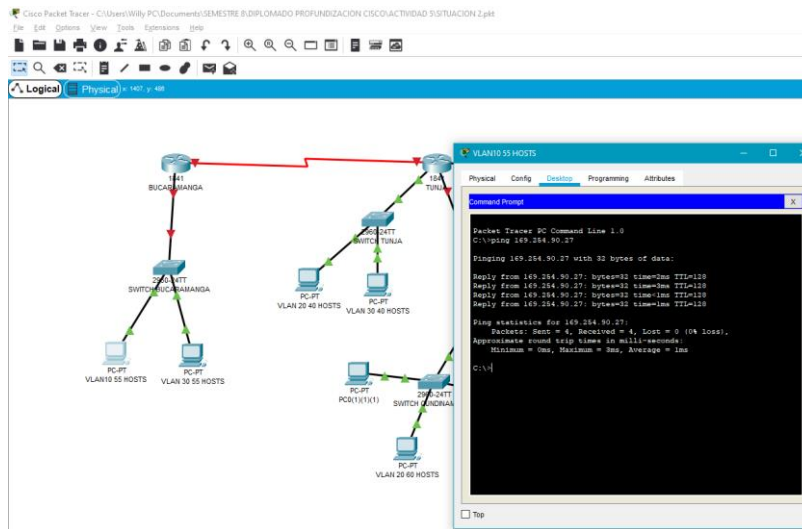 Cisco Packet Tracer - C:\Users\Willy PC\Documents\SEMESTRE 8\DIPLOMADO PROFUNDIZACION CISCO\ACTIVIDAD 5\SITUACION 2.pkt
File Edit Options View Tools Extensions Help
Logical
Physical
1841
BUCARAMANGA
1841
TUNJA
2960-24TT
SWITCH TUNJA
2950-24TT
SWITCH BUCARAMANGA
PC-PT
VLAN 20 40 HOSTS
PC-PT
VLAN 30 40 HOSTS
PC-PT
VLAN10 55 HOSTS
PC-PT
VLAN 30 55 HOSTS
PC-PT
PC0(1)(1)(1)
2960-24TT
SWITCH CUNDINAM
PC-PT
VLAN 20 60 HOSTS
VLAN10 55 HOSTS
Physical Config Desktop Programming Attributes
Command Prompt
X
Packet Tracer PC Command Line 1.0
C:\>ping 169.254.90.27
Pinging 169.254.90.27 with 32 bytes of data:
Reply from 169.254.90.27: bytes=32 time=2ms TTL=128
Reply from 169.254.90.27: bytes=32 time=3ms TTL=128
Reply from 169.254.90.27: bytes=32 time<1ms TTL=128
Reply from 169.254.90.27: bytes=32 time=1ms TTL=128
Ping statistics for 169.254.90.27:
Packets: Sent = 4, Received = 4, Lost = 0 (0% loss),
Approximate round trip times in milli-seconds:
Minimum = 0ms, Maximum = 3ms, Average = 1ms
C:\>
Top